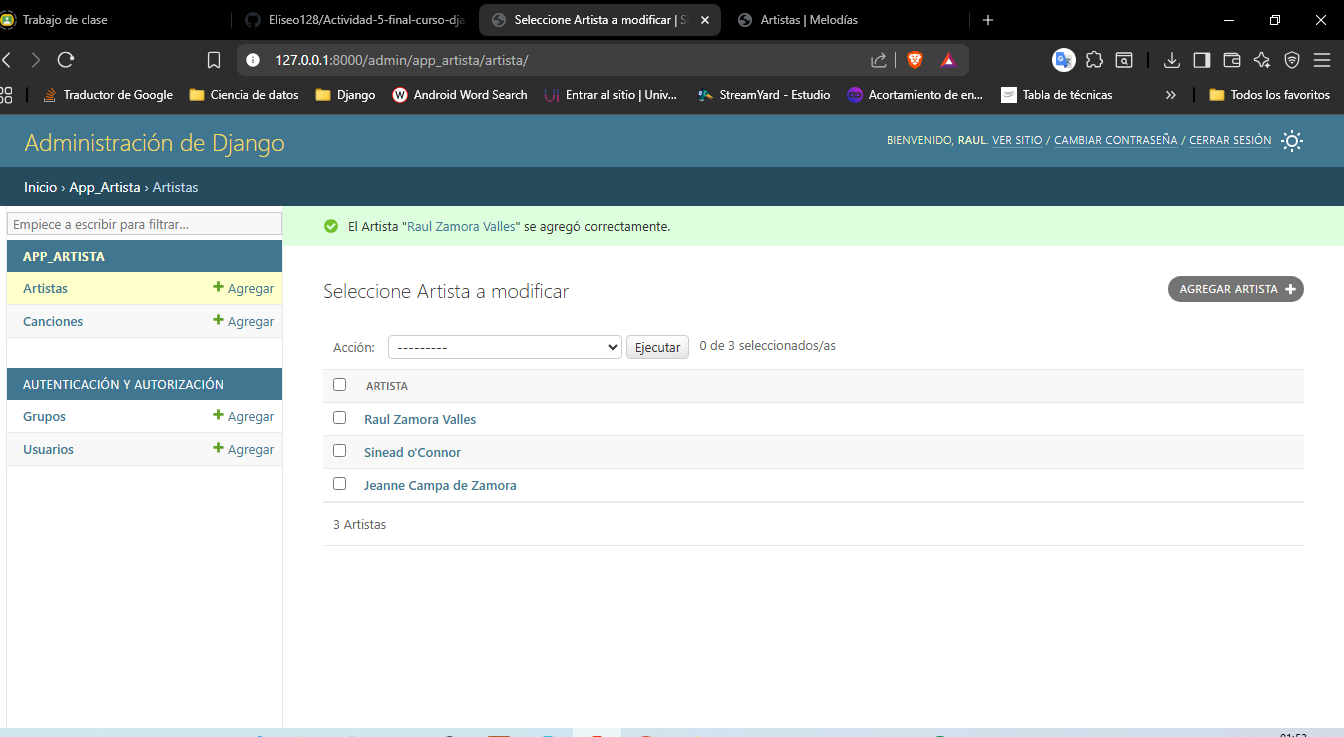 Trabajo de clase
Eliseo128/Actividad-5-final-curso-dja
Seleccione Artista a modificar | S
Artistas | Melodías
127.0.0.1:8000/admin/app_artista/artista/
Traductor de Google
Ciencia de datos
Django
W Android Word Search
Entrar al sitio | Univ...
StreamYard - Estudio
Acortamiento de en...
Tabla de técnicas
Todos los favoritos
Administración de Django
BIENVENIDO, RAUL. VER SITIO / CAMBIAR CONTRASEÑA / CERRAR SESIÓN
Inicio › App_Artista › Artistas
Empiece a escribir para filtrar...
APP_ARTISTA
Artistas + Agregar
Canciones + Agregar
AUTENTICACIÓN Y AUTORIZACIÓN
Grupos + Agregar
Usuarios + Agregar
El Artista "Raul Zamora Valles" se agregó correctamente.
Seleccione Artista a modificar
AGREGAR ARTISTA +
Acción: --------- Ejecutar 0 de 3 seleccionados/as
ARTISTA
Raul Zamora Valles
Sinead o'Connor
Jeanne Campa de Zamora
3 Artistas